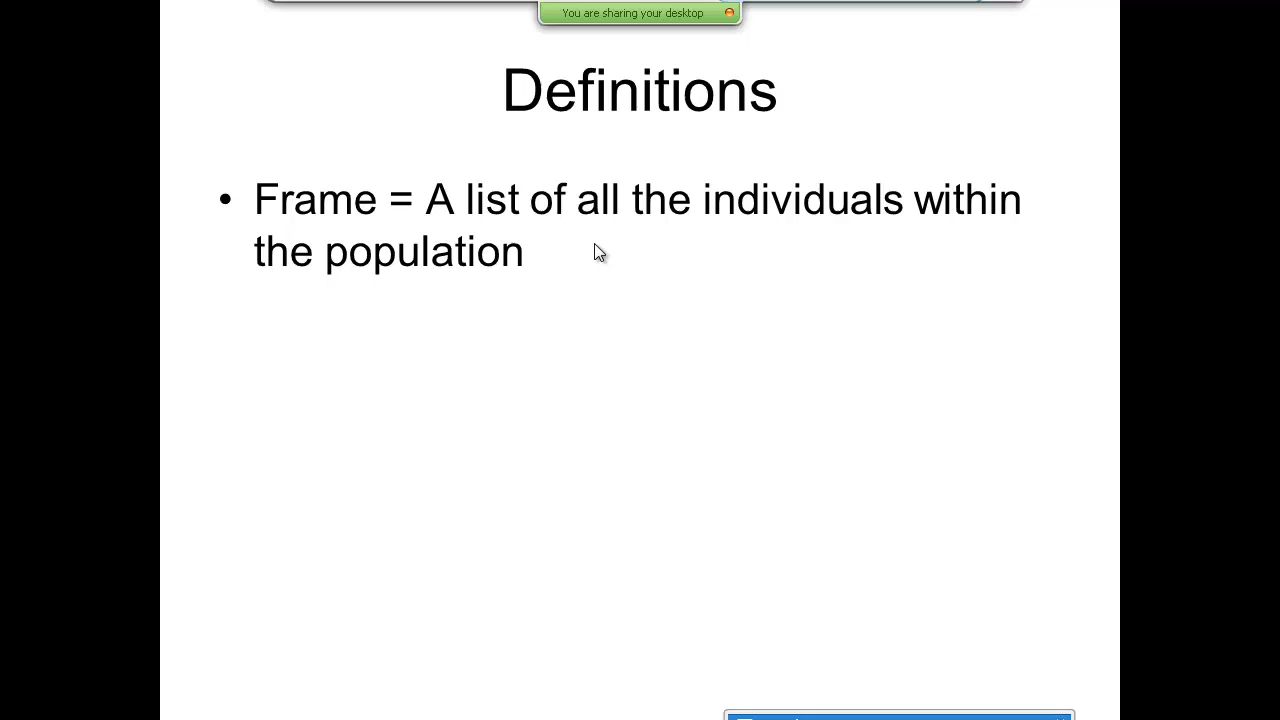 You are sharing your desktop
Definitions
• Frame = A list of all the individuals within
the population